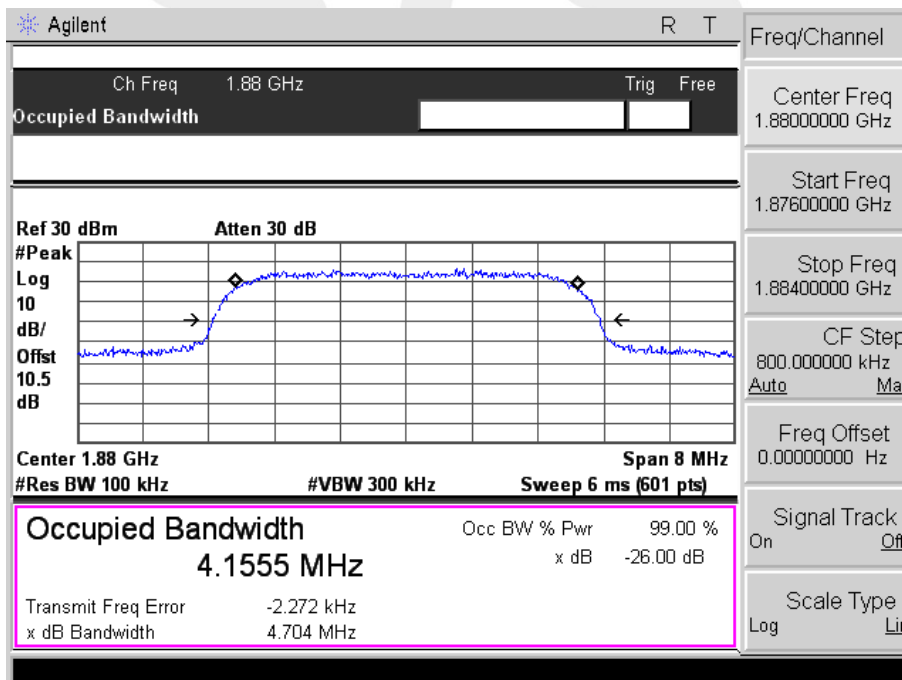 Agilent R T
Ch Freq 1.88 GHz Trig Free
Occupied Bandwidth
Ref 30 dBm Atten 30 dB
#Peak
Log
10
dB/
Offst
10.5
dB
Center 1.88 GHz Span 8 MHz
#Res BW 100 kHz #VBW 300 kHz Sweep 6 ms (601 pts)
Occupied Bandwidth
4.1555 MHz
Occ BW % Pwr 99.00 %
x dB -26.00 dB
Transmit Freq Error -2.272 kHz
x dB Bandwidth 4.704 MHz
Freq/Channel
Center Freq
1.88000000 GHz
Start Freq
1.87600000 GHz
Stop Freq
1.88400000 GHz
CF Step
800.000000 kHz
Auto Ma
Freq Offset
0.00000000 Hz
Signal Track
On Off
Scale Type
Log Li